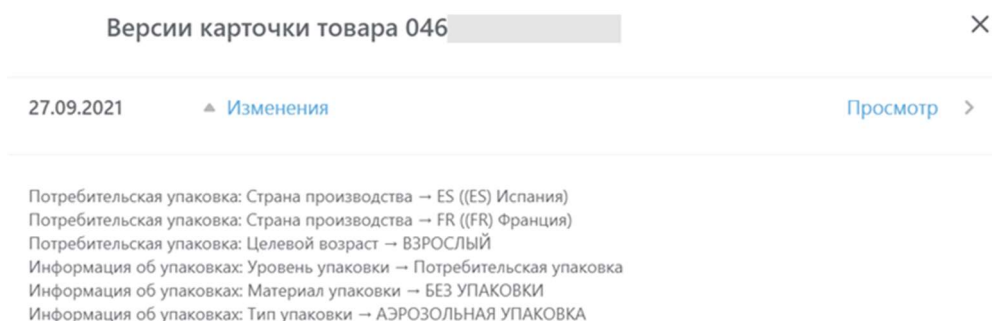 Версии карточки товара 046
27.09.2021 Изменения Просмотр
Потребительская упаковка: Страна производства → ES ((ES) Испания)
Потребительская упаковка: Страна производства → FR ((FR) Франция)
Потребительская упаковка: Целевой возраст → ВЗРОСЛЫЙ
Информация об упаковках: Уровень упаковки → Потребительская упаковка
Информация об упаковках: Материал упаковки → БЕЗ УПАКОВКИ
Информация об упаковках: Тип упаковки → АЭРОЗОЛЬНАЯ УПАКОВКА